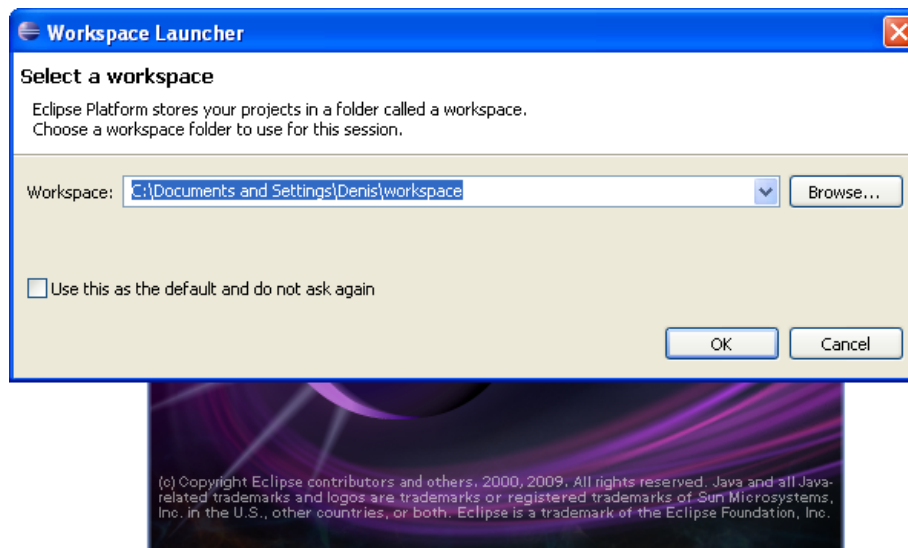 Workspace Launcher
Select a workspace
Eclipse Platform stores your projects in a folder called a workspace.
Choose a workspace folder to use for this session.
Workspace: C:\Documents and Settings\Denis\workspace Browse...
Use this as the default and do not ask again
OK Cancel
(c) Copyright Eclipse contributors and others. 2000, 2009. All rights reserved. Java and all Java-
related trademarks and logos are trademarks or registered trademarks of Sun Microsystems,
Inc. in the U.S., other countries, or both. Eclipse is a trademark of the Eclipse Foundation, Inc.